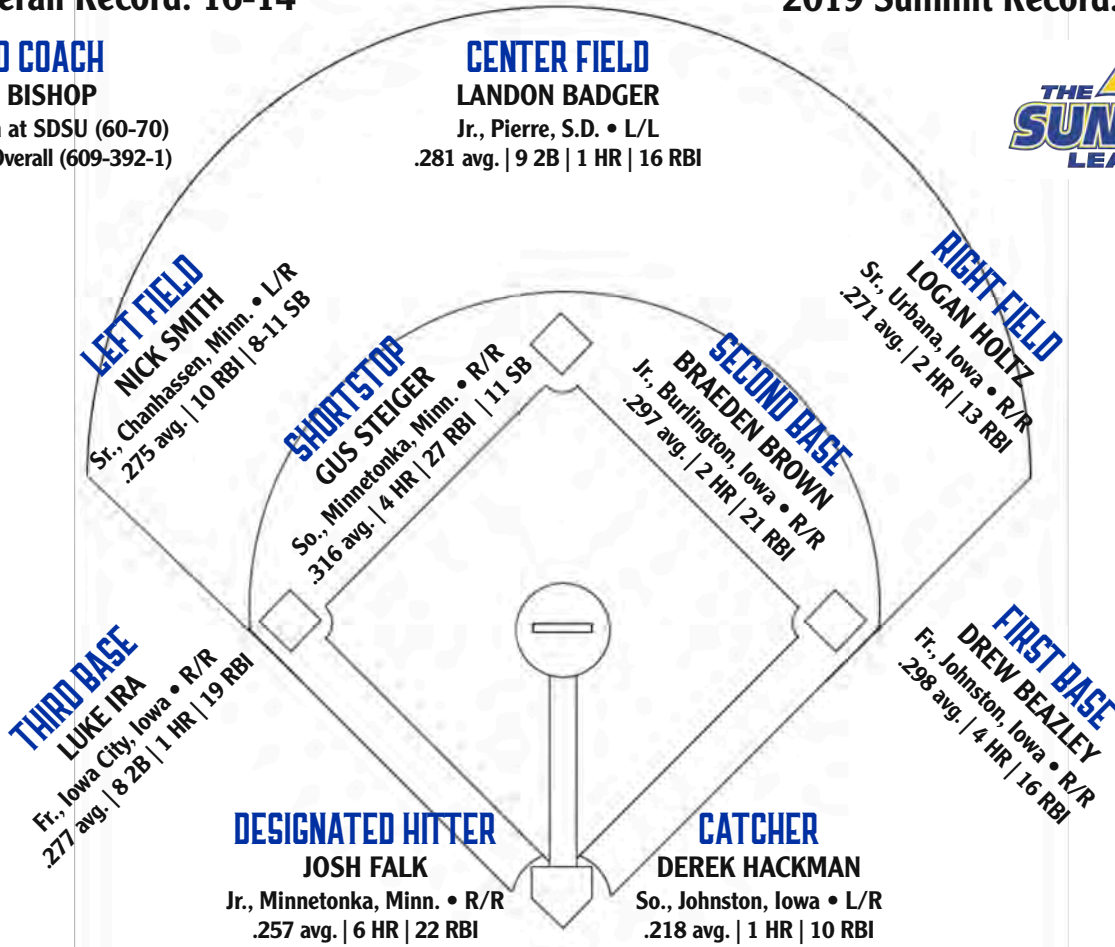 Overall Record: 16-14
2019 Summit Record:
COACH
BISHOP
at SDSU (60-70)
Overall (609-392-1)
CENTER FIELD
LANDON BADGER
Jr., Pierre, S.D. • L/L
.281 avg. | 9 2B | 1 HR | 16 RBI
THE
LEFT FIELD
NICK SMITH
Sr., Chanhassen, Minn. • L/R
.275 avg. | 10 RBI | 8-11 SB
SHORTSTOP
GUS STEIGER
So., Minnetonka, Minn. • R/R
.316 avg. | 4 HR | 27 RBI | 11 SB
SECOND BASE
BRAEDEN BROWN
Jr., Burlington, Iowa • R/R
.297 avg. | 2 HR | 21 RBI
RIGHT FIELD
LOGAN HOLTZ
Sr., Urbana, Iowa • R/R
.271 avg. | 2 HR | 13 RBI
THIRD BASE
LUKE IRA
Fr., Iowa City, Iowa • R/R
.277 avg. | 8 2B | 1 HR | 19 RBI
FIRST BASE
DREW BEAZLEY
Fr., Johnston, Iowa • R/R
.298 avg. | 4 HR | 16 RBI
DESIGNATED HITTER
JOSH FALK
Jr., Minnetonka, Minn. • R/R
.257 avg. | 6 HR | 22 RBI
CATCHER
DEREK HACKMAN
So., Johnston, Iowa • L/R
.218 avg. | 1 HR | 10 RBI